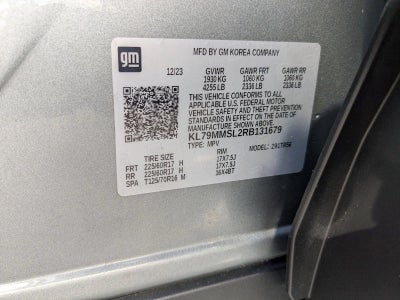 gm
MFD BY GM KOREA COMPANY
12/23 GVWR GAWR FRT GAWR RR
1930 KG 1060 KG 1060 KG
4255 LB 2336 LB 2336 LB
THIS VEHICLE CONFORMS TO ALL
APPLICABLE U.S. FEDERAL MOTOR
VEHICLE SAFETY AND THEFT PREVENTION
STANDARDS IN EFFECT ON THE DATE OF
MANUFACTURE SHOWN ABOVE.
KL79MMSL2RB131679
TYPE: MPV MODEL: 291TR56
TIRE SIZE RIM
FRT 225/60R17 H 17X7.5J
RR 225/60R17 H 17X7.5J
SPA T125/70R16 M 16X4BT